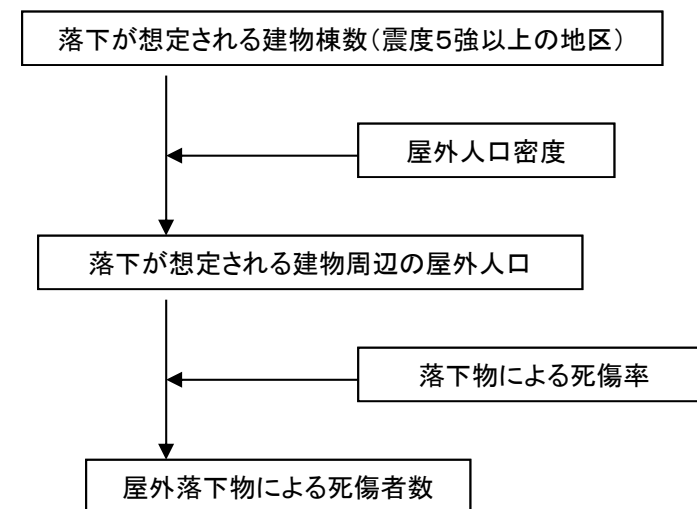 落下が想定される建物棟数（震度５強以上の地区）
屋外人口密度
落下が想定される建物周辺の屋外人口
落下物による死傷率
屋外落下物による死傷者数